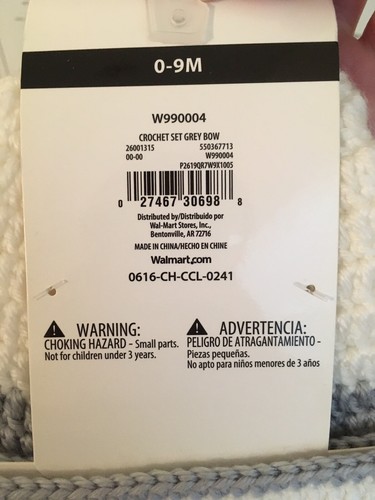 0-9M
W990004
CROCHET SET GREY BOW
26001315 550367713
00-00 W990004
P2619QR7W9X1005
0 27467 30698 8
Distributed by/Distribuido por
Wal-Mart Stores, Inc.,
Bentonville, AR 72716
MADE IN CHINA/HECHO EN CHINE
Walmart.com
0616-CH-CCL-0241
WARNING:
CHOKING HAZARD - Small parts.
Not for children under 3 years.
ADVERTENCIA:
PELIGRO DE ATRAGANTAMIENTO -
Piezas pequeñas.
No apto para niños menores de 3 años